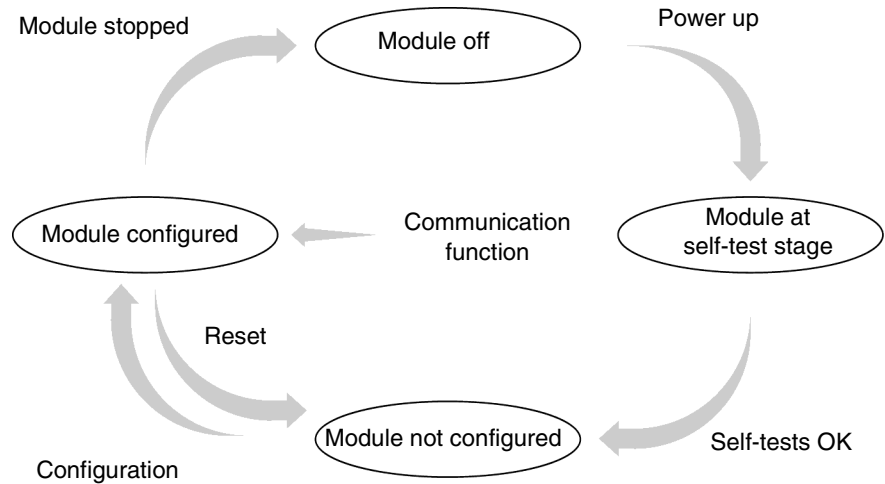 Module stopped
Module off
Power up
Module configured
Communication
function
Module at
self-test stage
Reset
Module not configured
Self-tests OK
Configuration